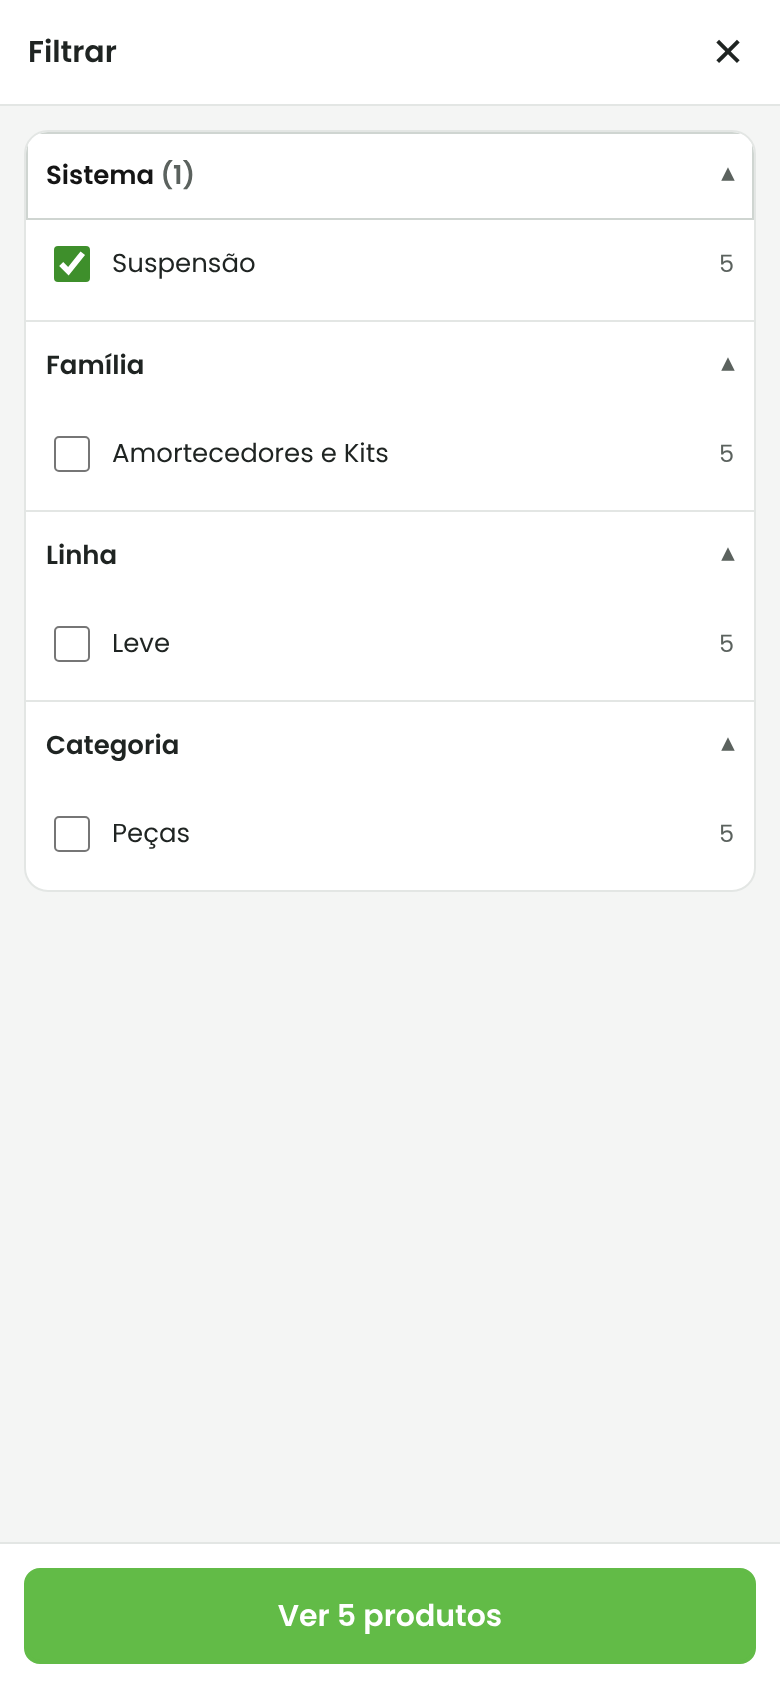 Filtrar
Sistema (1)
Suspensão 5
Família
Amortecedores e Kits 5
Linha
Leve 5
Categoria
Peças 5
Ver 5 produtos